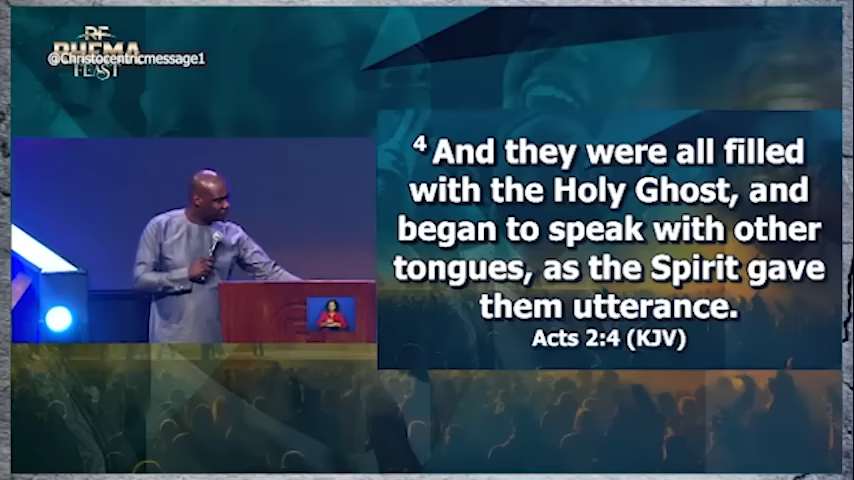 RF
RHEMA
@Christocentricmessage1
FEAST
4 And they were all filled
with the Holy Ghost, and
began to speak with other
tongues, as the Spirit gave
them utterance.
Acts 2:4 (KJV)